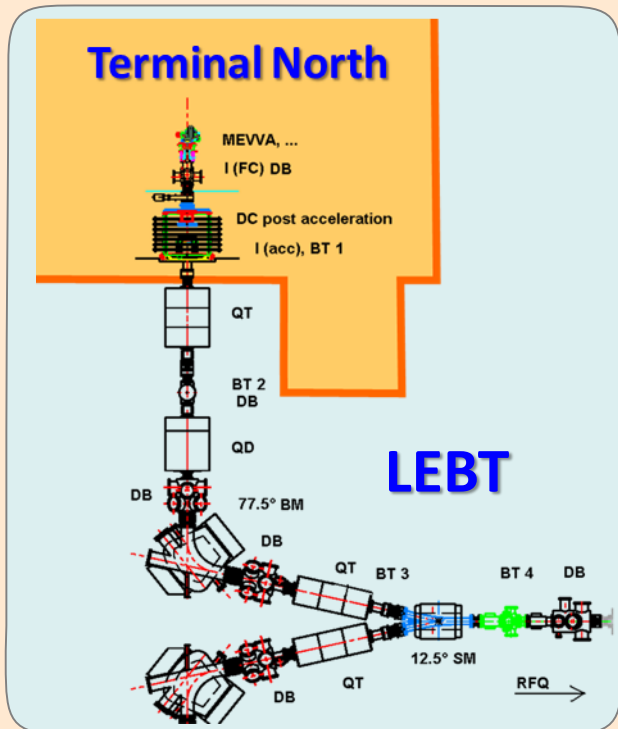 Terminal North
MEVVA, ...
I (FC) DB
DC post acceleration
I (acc), BT 1
QT
BT 2
DB
QD
LEBT
DB
77.5° BM
DB
QT
BT 3
BT 4
DB
12.5° SM
QT
DB
RFQ